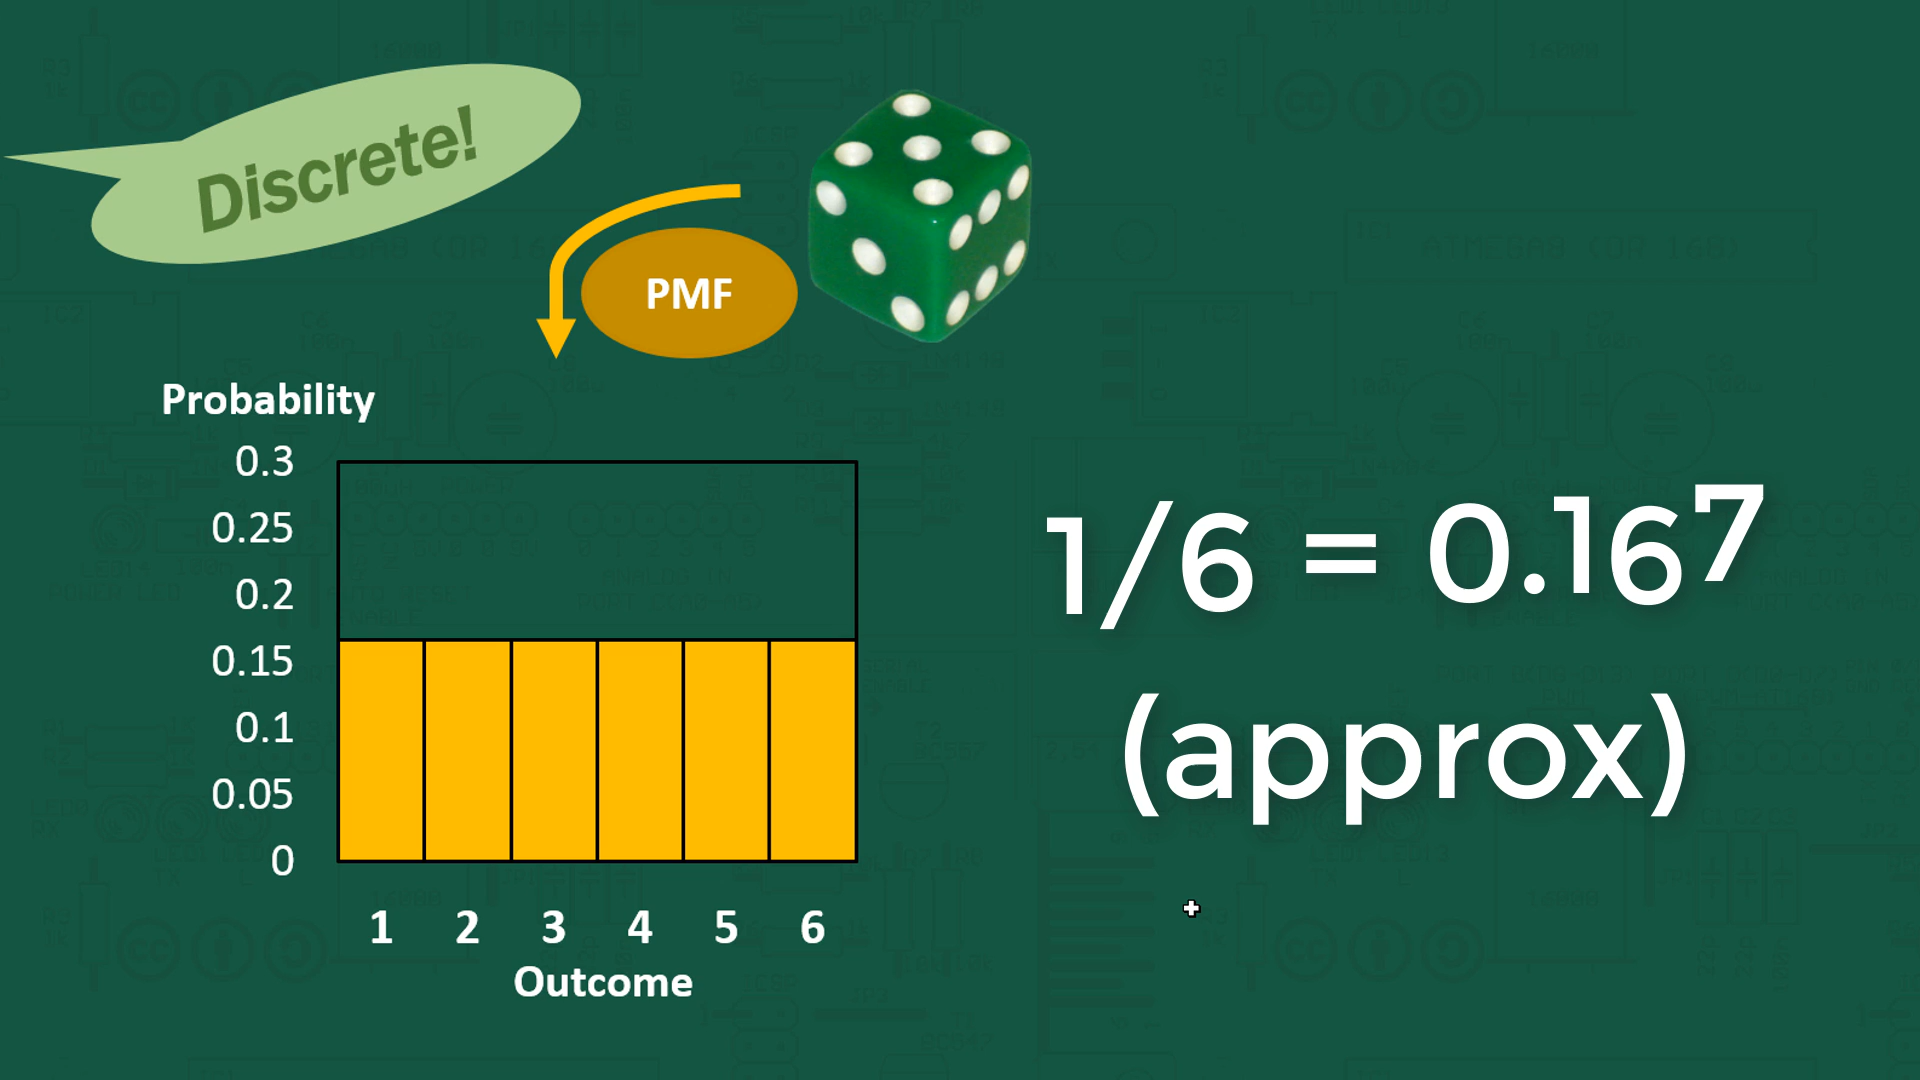 Discrete!
PMF
Probability
0.3
0.25
0.2
0.15
0.1
0.05
0
1 2 3 4 5 6
Outcome
1/6 = 0.167
(approx)